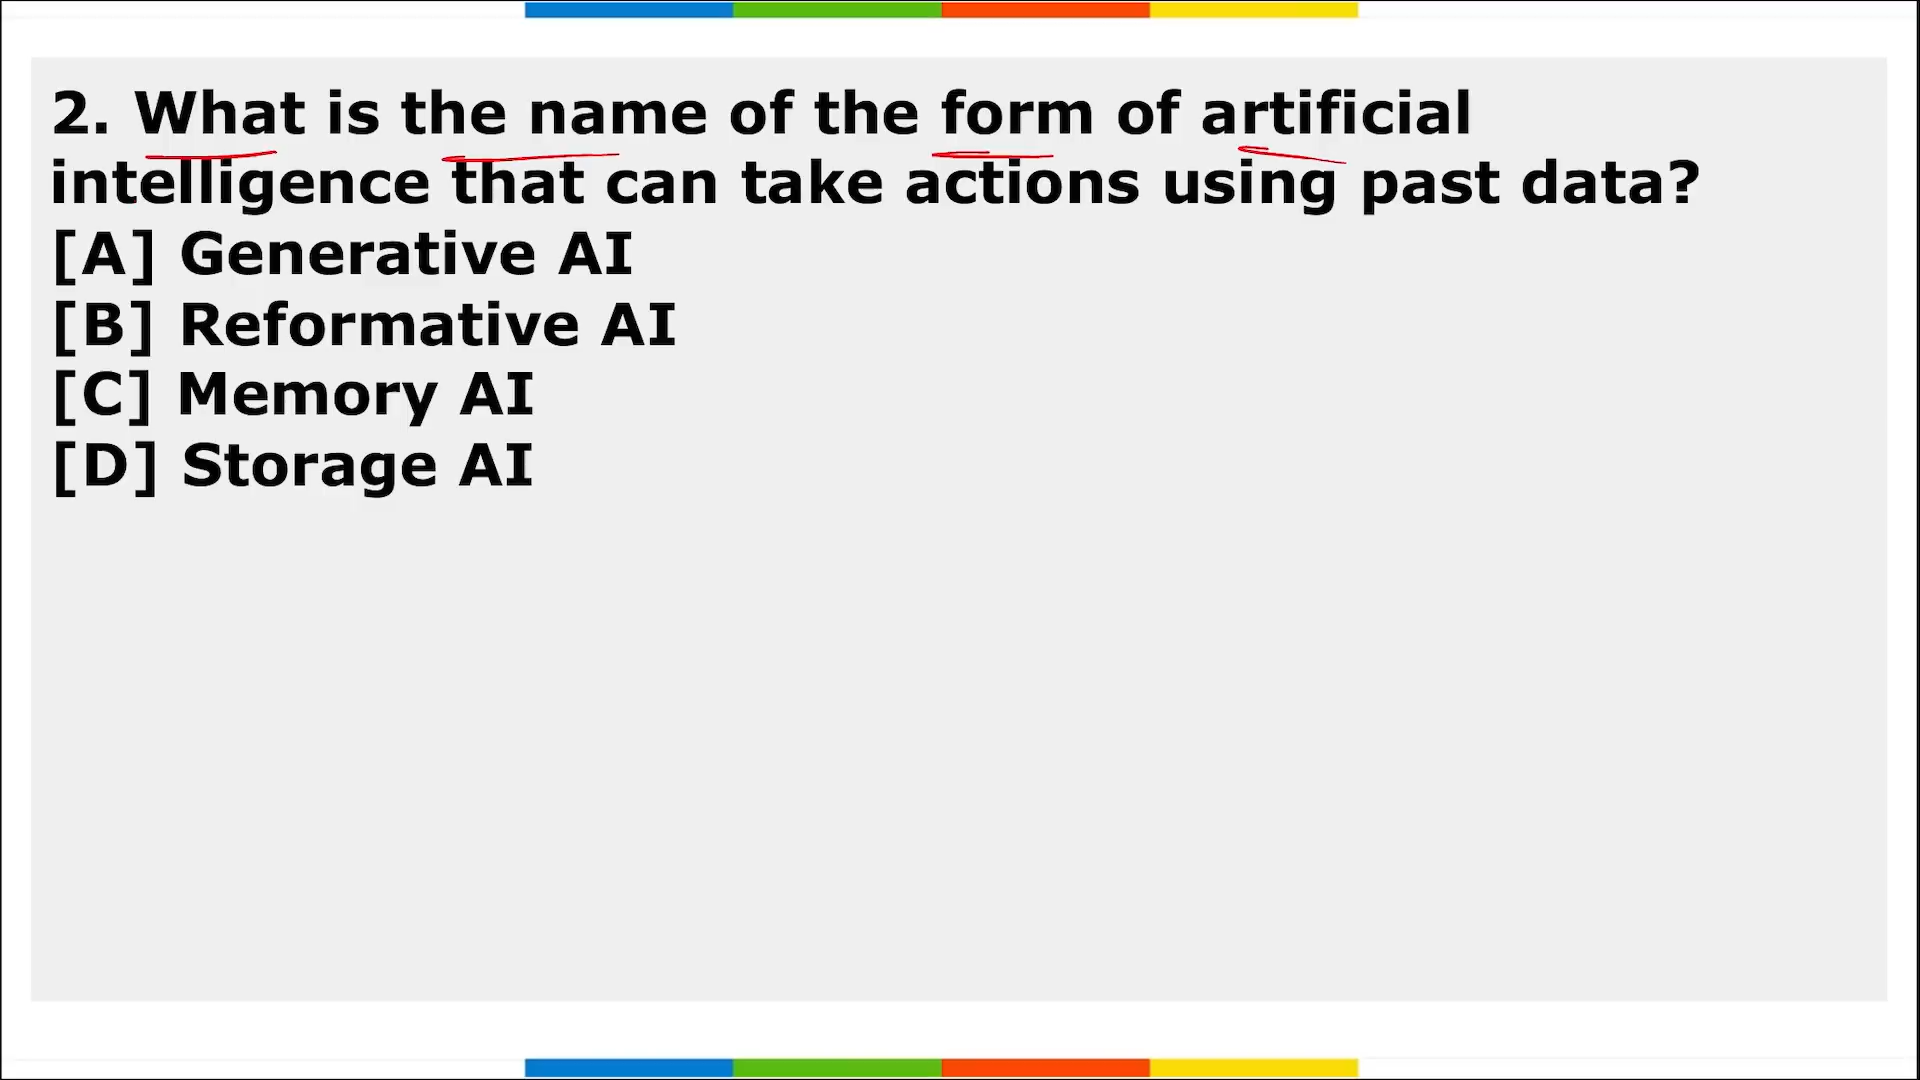 2. What is the name of the form of artificial
intelligence that can take actions using past data?
[A] Generative AI
[B] Reformative AI
[C] Memory AI
[D] Storage AI